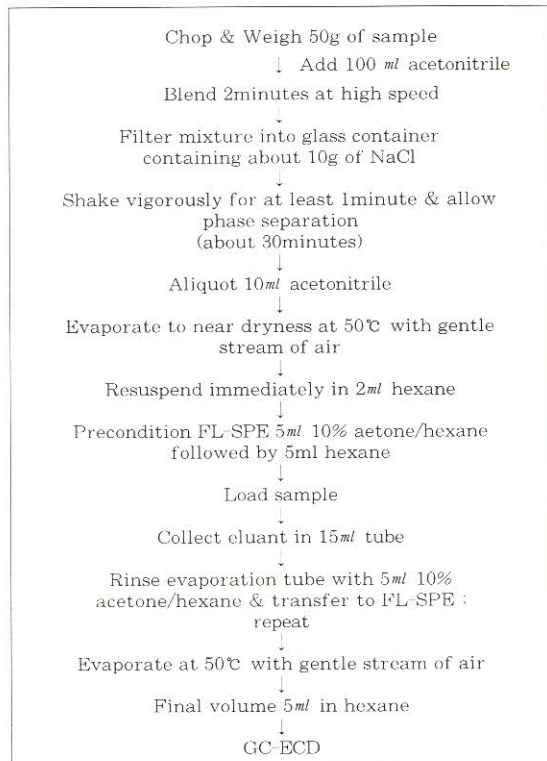 Chop & Weigh 50g of sample
↓ Add 100 ml acetonitrile
Blend 2minutes at high speed
↓
Filter mixture into glass container
containing about 10g of NaCl
↓
Shake vigorously for at least 1minute & allow
phase separation
(about 30minutes)
↓
Aliquot 10ml acetonitrile
↓
Evaporate to near dryness at 50℃ with gentle
stream of air
↓
Resuspend immediately in 2ml hexane
↓
Precondition FL-SPE 5ml 10% aetone/hexane
followed by 5ml hexane
↓
Load sample
↓
Collect eluant in 15ml tube
↓
Rinse evaporation tube with 5ml 10%
acetone/hexane & transfer to FL-SPE :
repeat
↓
Evaporate at 50℃ with gentle stream of air
↓
Final volume 5ml in hexane
↓
GC-ECD